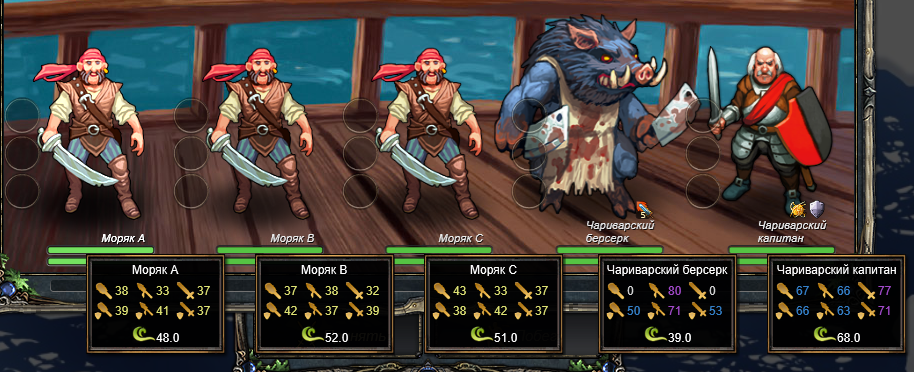 Моряк А
Моряк В
Моряк С
Чариварский
берсерк
5
Чариварский
капитан
Моряк А
38 33 37
39 41 37
48.0
Моряк В
37 38 32
42 37 39
52.0
Моряк С
43 33 37
38 42 37
51.0
Чариварский берсерк
0 80 0
50 71 53
39.0
Чариварский капитан
67 66 77
66 63 71
68.0